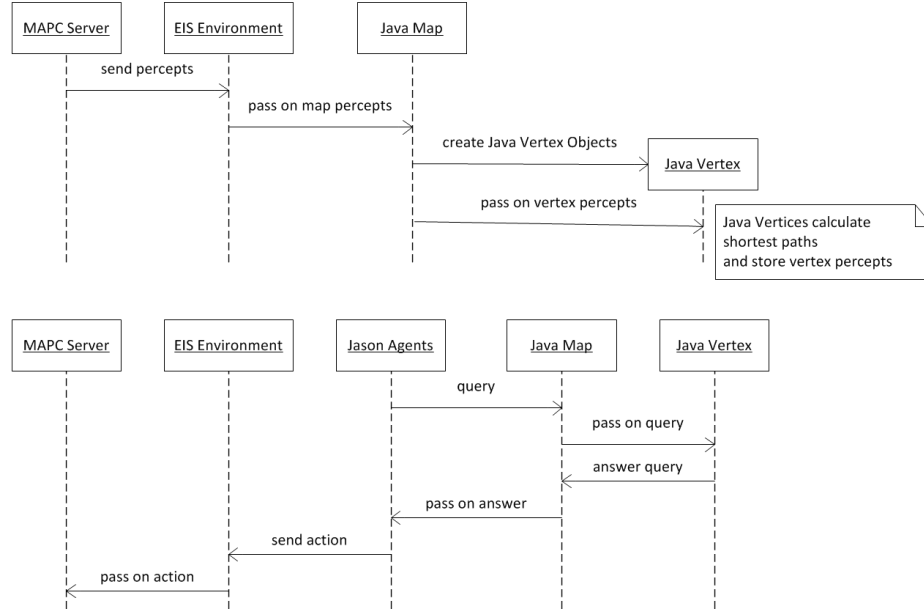 MAPC Server
EIS Environment
Java Map
send percepts
pass on map percepts
create Java Vertex Objects
Java Vertex
pass on vertex percepts
Java Vertices calculate
shortest paths
and store vertex percepts
MAPC Server
EIS Environment
Jason Agents
Java Map
Java Vertex
query
pass on query
answer query
pass on answer
send action
pass on action